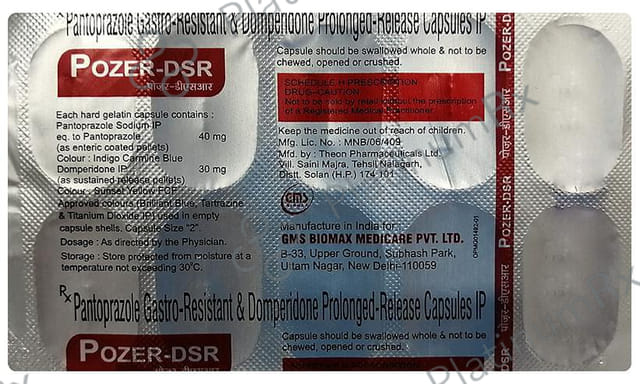 Pantoprazole Gastro-Resistant & Domperidone Prolonged-Release Capsules IP
POZER-DSR
पोज़र-डीएसआर
Each hard gelatin capsule contains :
Pantoprazole Sodium IP
eq. to Pantoprazole 40 mg
(as enteric coated pellets)
Colour : Indigo Carmine Blue
Domperidone IP 30 mg
(as sustained release pellets)
Colour : Sunset Yellow FCF
Approved colours (Brilliant Blue, Tartrazine
& Titanium Dioxide IP) used in empty
capsule shells. Capsule Size "2".
Dosage : As directed by the Physician.
Storage : Store protected from moisture at a
temperature not exceeding 30°C.
Capsule should be swallowed whole & not to be
chewed, opened or crushed.
SCHEDULE H PRESCRIPTION
DRUG-CAUTION
Not to be sold by retail without the prescription
of a Registered Medical Practitioner.
Keep the medicine out of reach of children.
Mfg. Lic. No. : MNB/06/409
Mfd. by : Theon Pharmaceuticals Ltd.
Vill. Saini Majra, Tehsil Nalagarh,
Distt. Solan (H.P.) 174 101
GMS
Manufacture in India for
GMS BIOMAX MEDICARE PVT. LTD.
B-33, Upper Ground, Subhash Park,
Uttam Nagar, New Delhi-110059
POZER-DSR पोज़र-डीएसआर
Rx Pantoprazole Gastro-Resistant & Domperidone Prolonged-Release Capsules IP
POZER-DSR
पोज़र-डीएसआर
Capsule should be swallowed whole & not to be
chewed, opened or crushed.
SCHEDULE H PRESCRIPTION
DSR पोज़र-डीएसआर